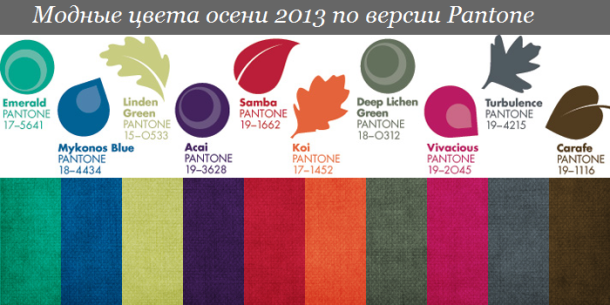 Модные цвета осени 2013 по версии Pantone
Emerald
PANTONE
17–5641
Mykonos Blue
PANTONE
18–4434
Linden
Green
PANTONE
15–0533
Acai
PANTONE
19–3628
Samba
PANTONE
19–1662
Koi
PANTONE
17–1452
Deep Lichen
Green
PANTONE
18–0312
Vivacious
PANTONE
19–2045
Turbulence
PANTONE
19–4215
Carafe
PANTONE
19–1116